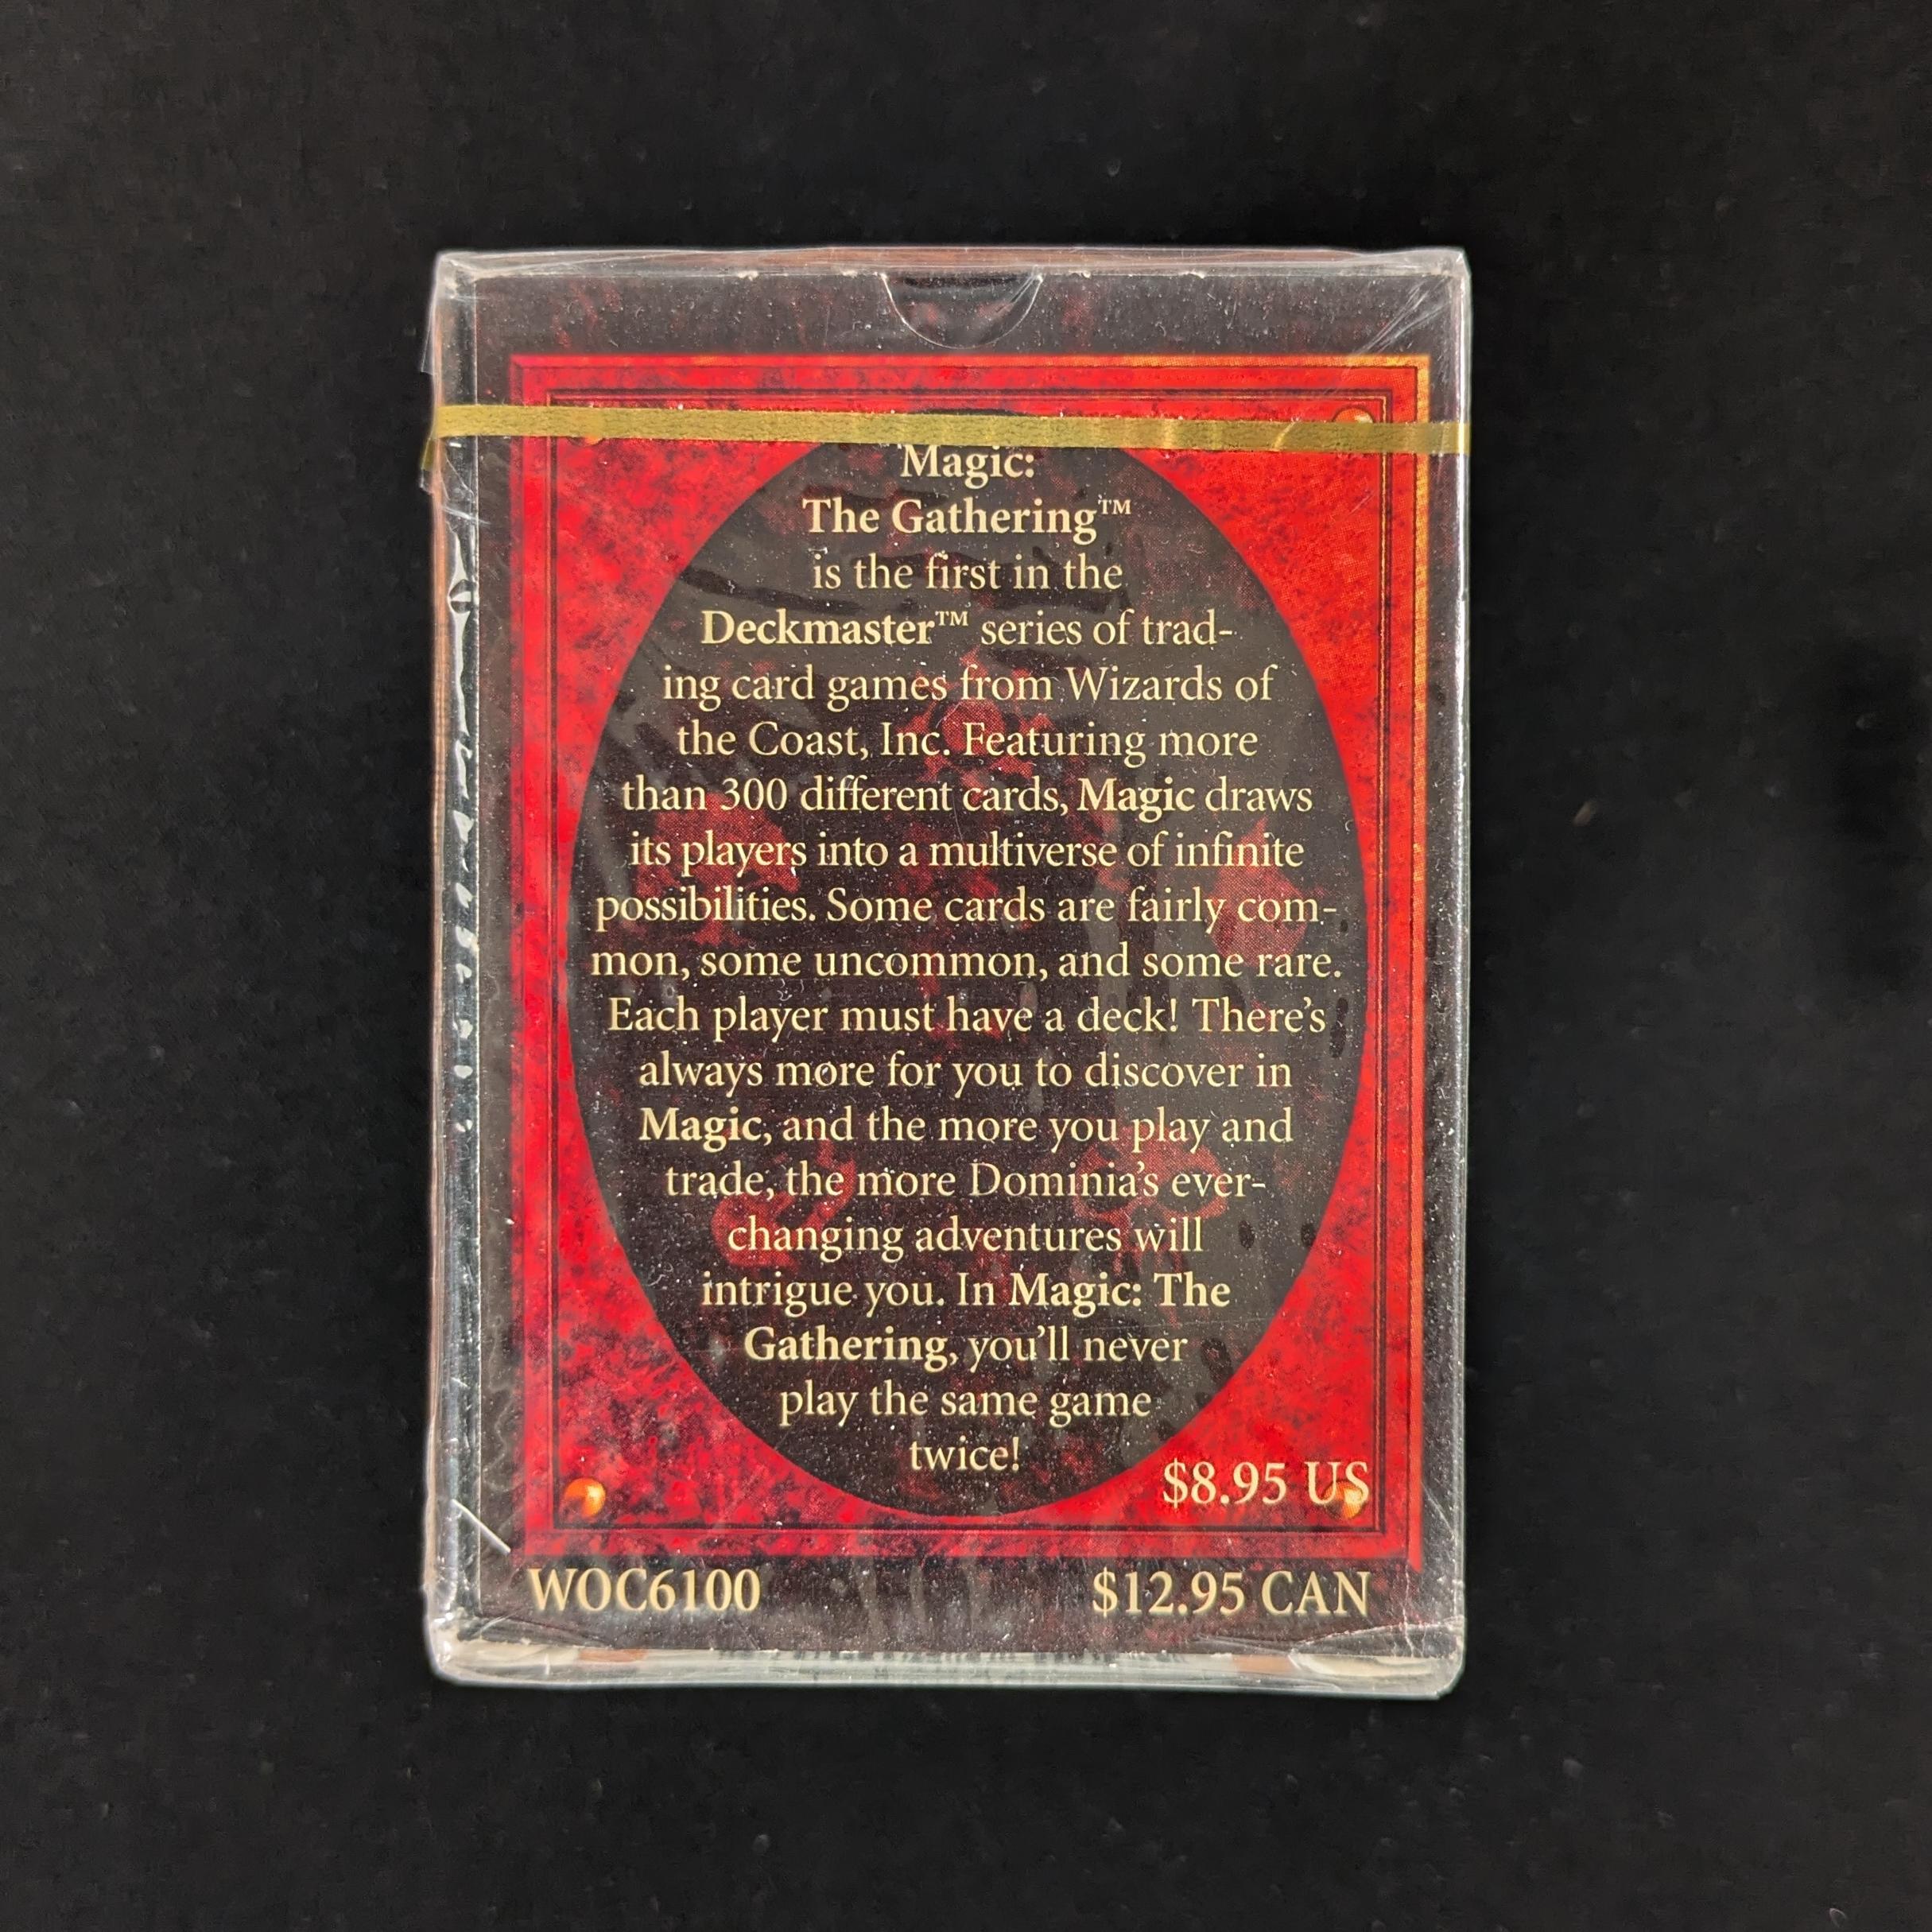 Magic:
The Gathering™
is the first in the
Deckmaster™ series of trad-
ing card games from Wizards of
the Coast, Inc. Featuring more
than 300 different cards, Magic draws
its players into a multiverse of infinite
possibilities. Some cards are fairly com-
mon, some uncommon, and some rare.
Each player must have a deck! There's
always more for you to discover in
Magic, and the more you play and
trade, the more Dominia's ever-
changing adventures will
intrigue you. In Magic: The
Gathering, you'll never
play the same game
twice!
$8.95 US
WOC6100
$12.95 CAN